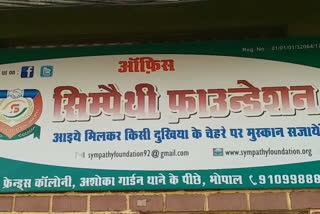 ऑफ़िस
Reg. No.: 01/01/01/32064/1
सिम्पैथी फ़ाउन्डेशन
आइये मिलकर किसी दुखिया के चेहरे पर मुस्कान सजायें
sympathyfoundation92@gmail.com www.sympathyfoundation.org
फ्रेन्ड्स कॉलोनी, अशोका गार्डन थाने के पीछे, भोपाल 91099888